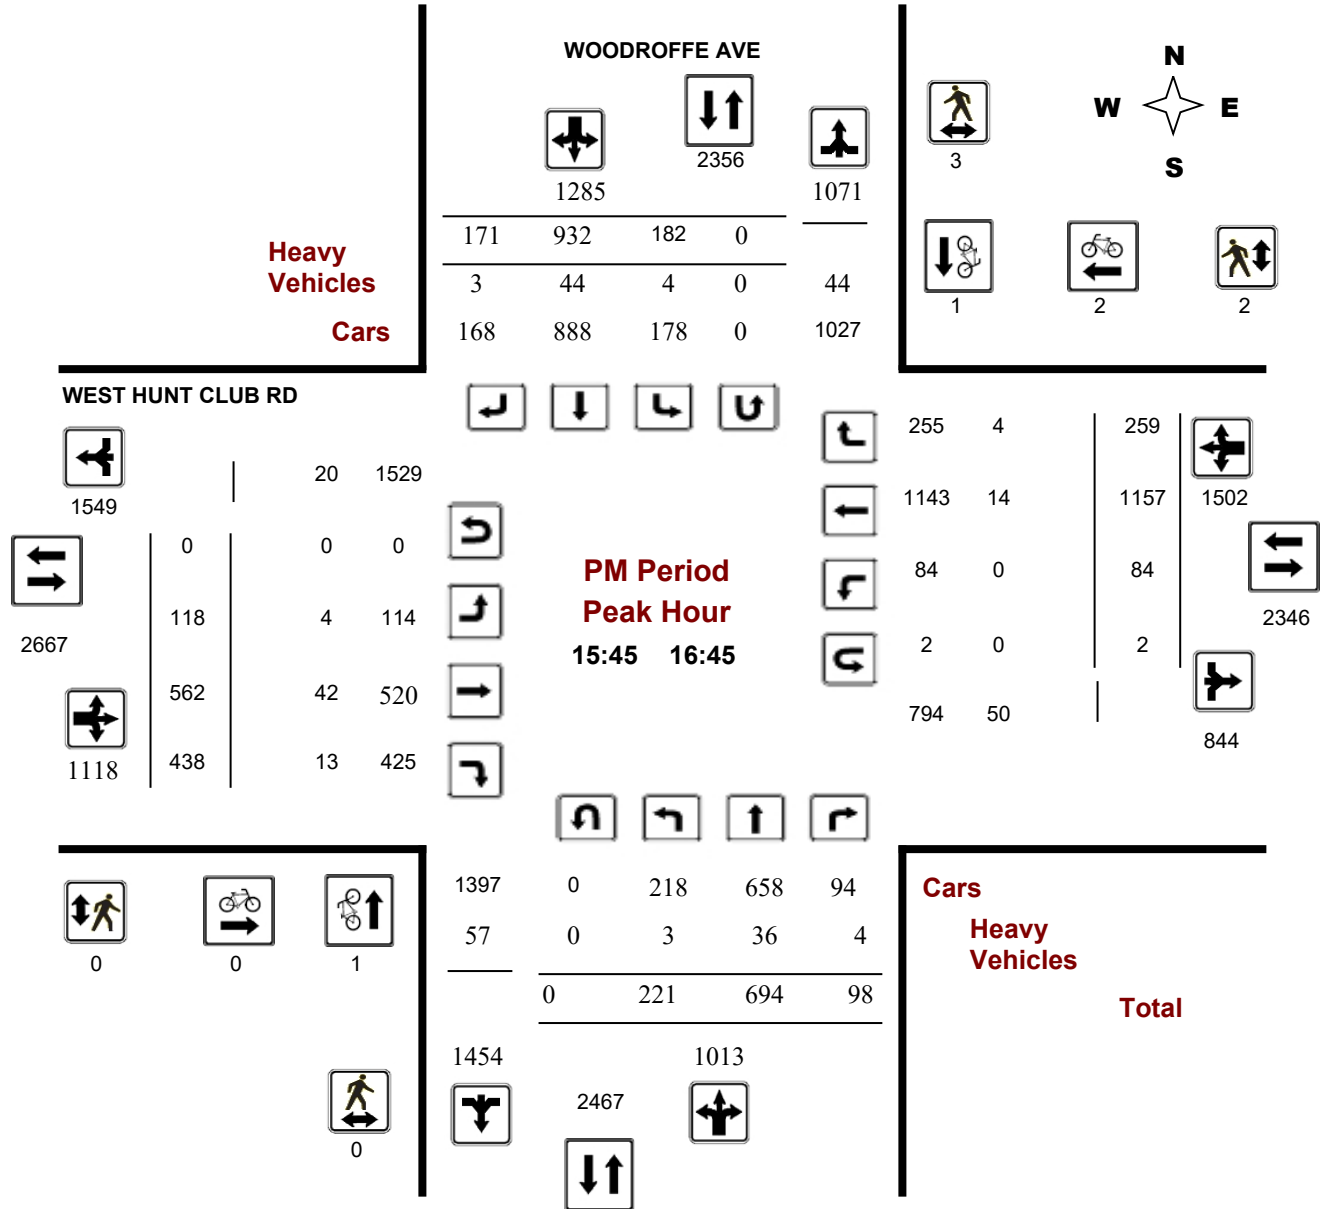 WOODROFFE AVE
N
W E
S
2356
3
1285
1071
171 932 182 0
Heavy
Vehicles
3 44 4 0 44
1 2 2
Cars
168 888 178 0 1027
WEST HUNT CLUB RD
255 4 259
20 1529
1549
1143 14 1157 1502
0 0 0
PM Period
84 0 84
118 4 114
Peak Hour
2346
2667
15:45 16:45
2 0 2
562 42 520
794 50
844
1118
438 13 425
1397 0 218 658 94
Cars
57 0 3 36 4
Heavy
Vehicles
0 0 1
0 221 694 98
Total
1454 1013
2467
0